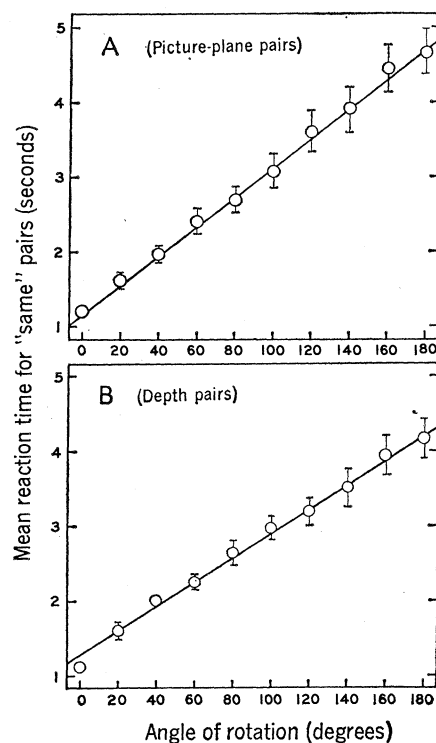 Mean reaction time for "same" pairs (seconds)
A (Picture-plane pairs)
5
4
3
2
1
0 20 40 60 80 100 120 140 160 180
B (Depth pairs)
5
4
3
2
1
0 20 40 60 80 100 120 140 160 180
Angle of rotation (degrees)